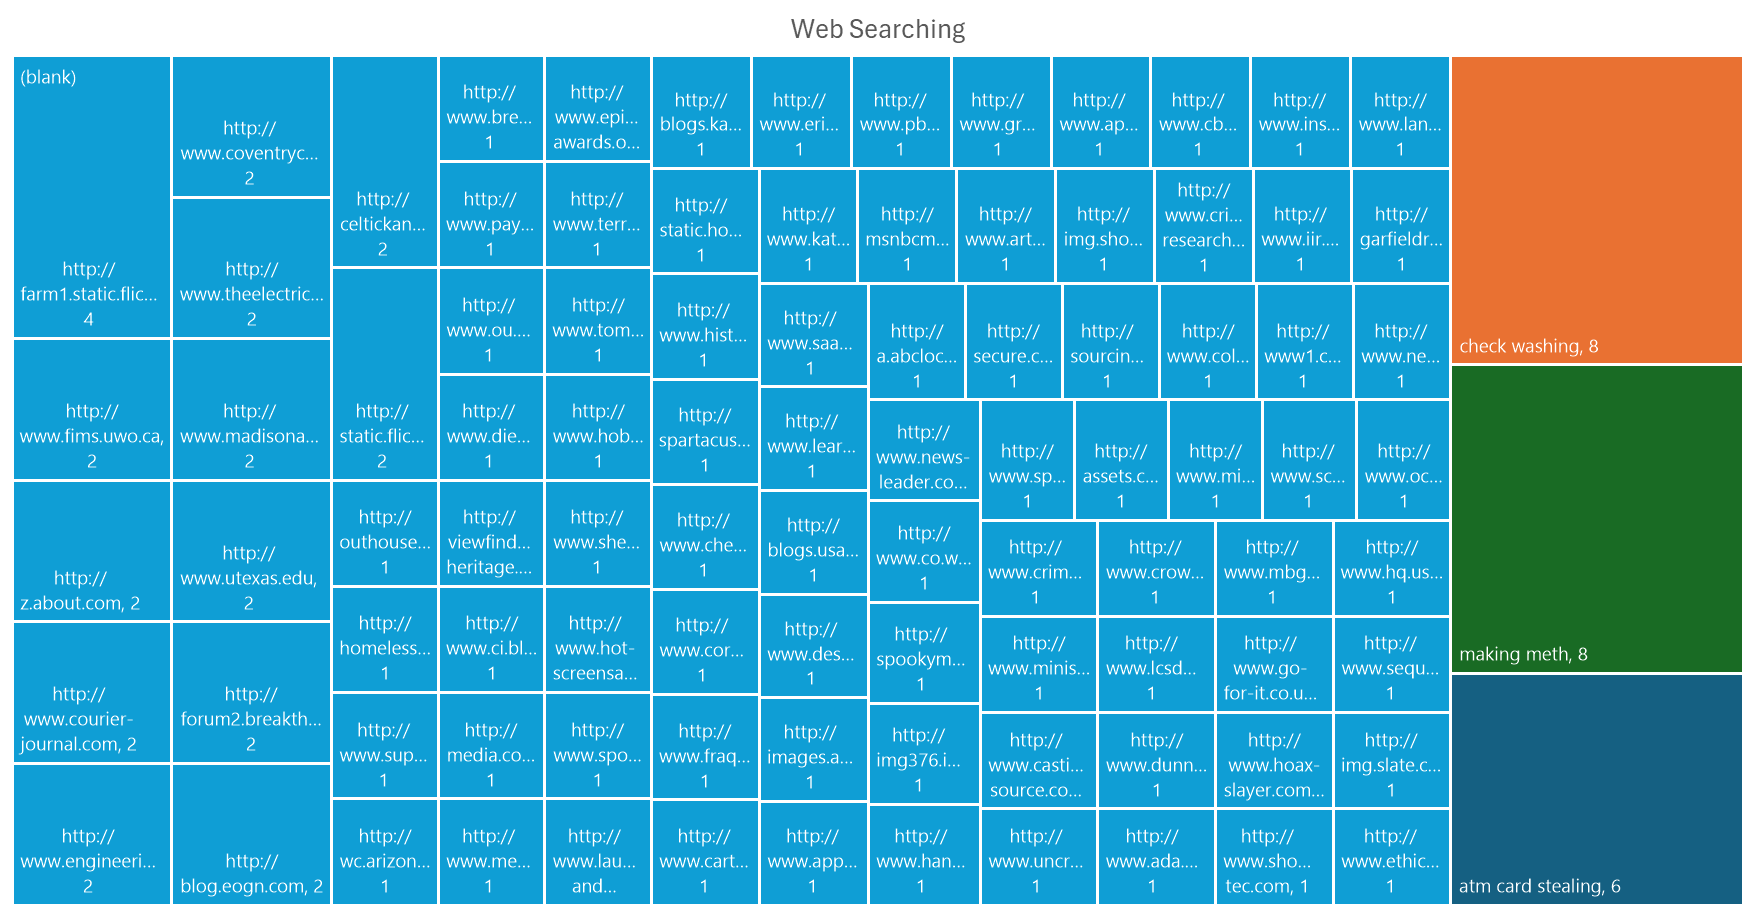 Web Searching
(blank)
http://
farm1.static.flic...
4
http://
www.fims.uwo.ca,
2
http://
z.about.com, 2
http://
www.courier-
journal.com, 2
http://
www.engineeri...
2
http://
www.coventryc...
2
http://
www.theelectric...
2
http://
www.madisona...
2
http://
www.utexas.edu,
2
http://
forum2.breakth...
2
http://
blog.eogn.com, 2
http://
celtickan...
2
http://
static.flic...
2
http://
outhouse...
1
http://
homeless...
1
http://
www.sup...
1
http://
wc.arizon...
1
http://
www.bre...
1
http://
www.pay...
1
http://
www.ou....
1
http://
www.die...
1
http://
viewfind...
heritage....
http://
www.ci.bl...
1
http://
media.co...
1
http://
www.me...
1
http://
www.epi...
awards.o...
http://
www.terr...
1
http://
www.tom...
1
http://
www.hob...
1
http://
www.she...
1
http://
www.hot-
screensa...
http://
www.spo...
1
http://
www.lau...
and...
http://
blogs.ka...
1
http://
www.eri...
1
http://
www.pb...
1
http://
www.gr...
1
http://
www.ap...
1
http://
www.cb...
1
http://
www.ins...
1
http://
www.lan...
1
http://
static.ho...
1
http://
www.hist...
1
http://
spartacus...
1
http://
www.che...
1
http://
www.cor...
1
http://
www.fraq...
1
http://
www.cart...
1
http://
www.kat...
1
http://
msnbcm...
1
http://
www.art...
1
http://
img.sho...
1
http://
www.cri...
research...
1
http://
www.iir....
1
http://
garfieldr...
1
http://
www.saa...
1
http://
www.lear...
1
http://
blogs.usa...
1
http://
www.des...
1
http://
images.a...
1
http://
www.app...
1
http://
a.abcloc...
1
http://
secure.c...
1
http://
sourcin...
1
http://
www.col...
1
http://
www1.c...
1
http://
www.ne...
1
http://
www.news-
leader.co...
http://
www.co.w...
1
http://
spookym...
1
http://
img376.i...
1
http://
www.han...
1
http://
www.sp...
1
http://
assets.c...
1
http://
www.mi...
1
http://
www.sc...
1
http://
www.oc...
1
http://
www.crim...
1
http://
www.crow...
1
http://
www.mbg...
1
http://
www.hq.us...
1
http://
www.minis...
1
http://
www.lcsd...
1
http://
www.go-
for-it.co.u...
http://
www.sequ...
1
http://
www.casti...
source.co...
http://
www.dunn...
1
http://
www.hoax-
slayer.com...
http://
img.slate.c...
1
http://
www.uncr...
1
http://
www.ada....
1
http://
www.sho...
tec.com, 1
http://
www.ethic...
1
check washing, 8
making meth, 8
atm card stealing, 6